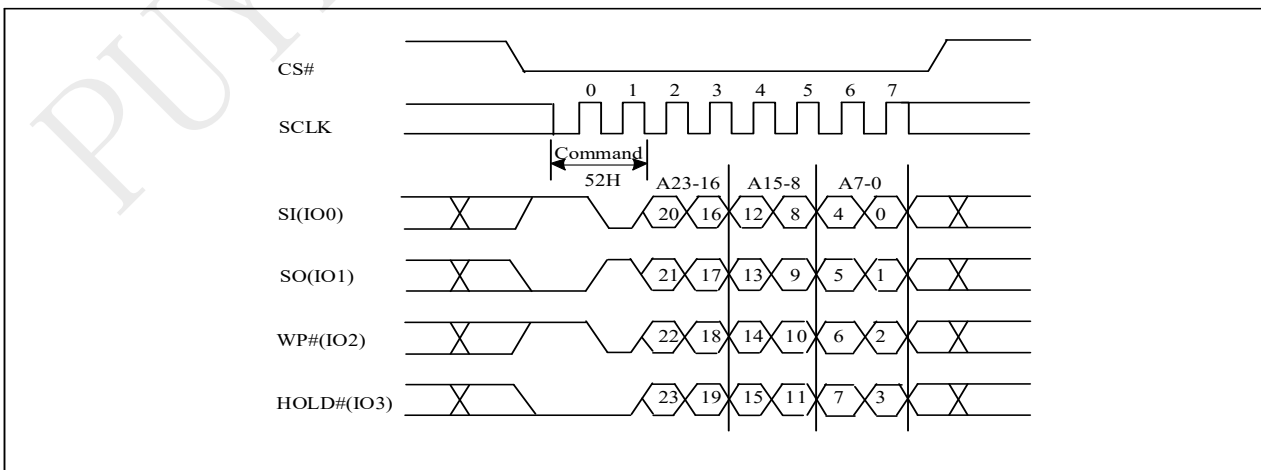 PUY
CS#
0 1 2 3 4 5 6 7
SCLK
Command
52H
A23-16 A15-8 A7-0
SI(IO0) 20 16 12 8 4 0
SO(IO1) 21 17 13 9 5 1
WP#(IO2) 22 18 14 10 6 2
HOLD#(IO3) 23 19 15 11 7 3